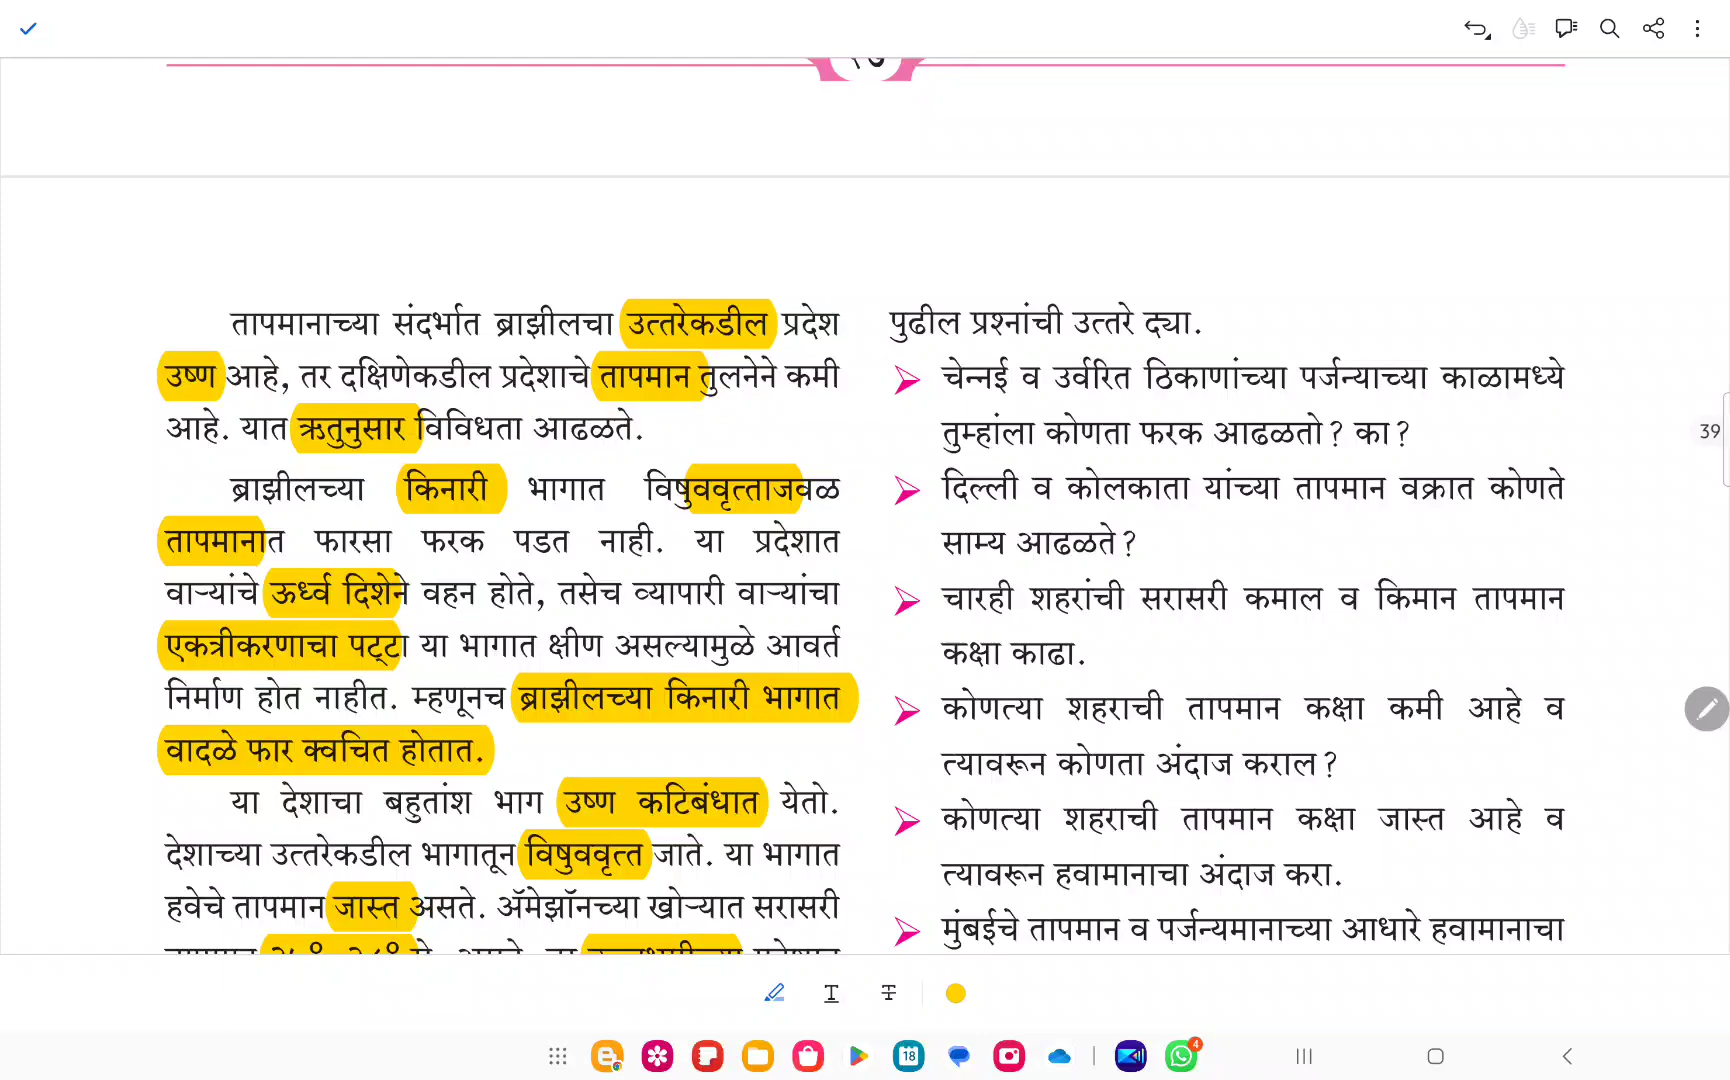 तापमानाच्या संदर्भात ब्राझीलचा उत्तरेकडील प्रदेश
उष्ण आहे, तर दक्षिणेकडील प्रदेशाचे तापमान तुलनेने कमी
आहे. यात ऋतुनुसार विविधता आढळते.
ब्राझीलच्या किनारी भागात विषुववृत्ताजवळ
तापमानात फारसा फरक पडत नाही. या प्रदेशात
वाऱ्यांचे ऊर्ध्व दिशेने वहन होते, तसेच व्यापारी वाऱ्यांचा
एकत्रीकरणाचा पट्टा या भागात क्षीण असल्यामुळे आवर्त
निर्माण होत नाहीत. म्हणूनच ब्राझीलच्या किनारी भागात
वादळे फार क्वचित होतात.
या देशाचा बहुतांश भाग उष्ण कटिबंधात येतो.
देशाच्या उत्तरेकडील भागातून विषुववृत्त जाते. या भागात
हवेचे तापमान जास्त असते. ॲमेझॉनच्या खोऱ्यात सरासरी
पुढील प्रश्नांची उत्तरे द्या.
➤ चेन्नई व उर्वरित ठिकाणांच्या पर्जन्याच्या काळामध्ये
तुम्हांला कोणता फरक आढळतो? का?
➤ दिल्ली व कोलकाता यांच्या तापमान वक्रात कोणते
साम्य आढळते?
➤ चारही शहरांची सरासरी कमाल व किमान तापमान
कक्षा काढा.
➤ कोणत्या शहराची तापमान कक्षा कमी आहे व
त्यावरून कोणता अंदाज कराल?
➤ कोणत्या शहराची तापमान कक्षा जास्त आहे व
त्यावरून हवामानाचा अंदाज करा.
➤ मुंबईचे तापमान व पर्जन्यमानाच्या आधारे हवामानाचा
39
18
4